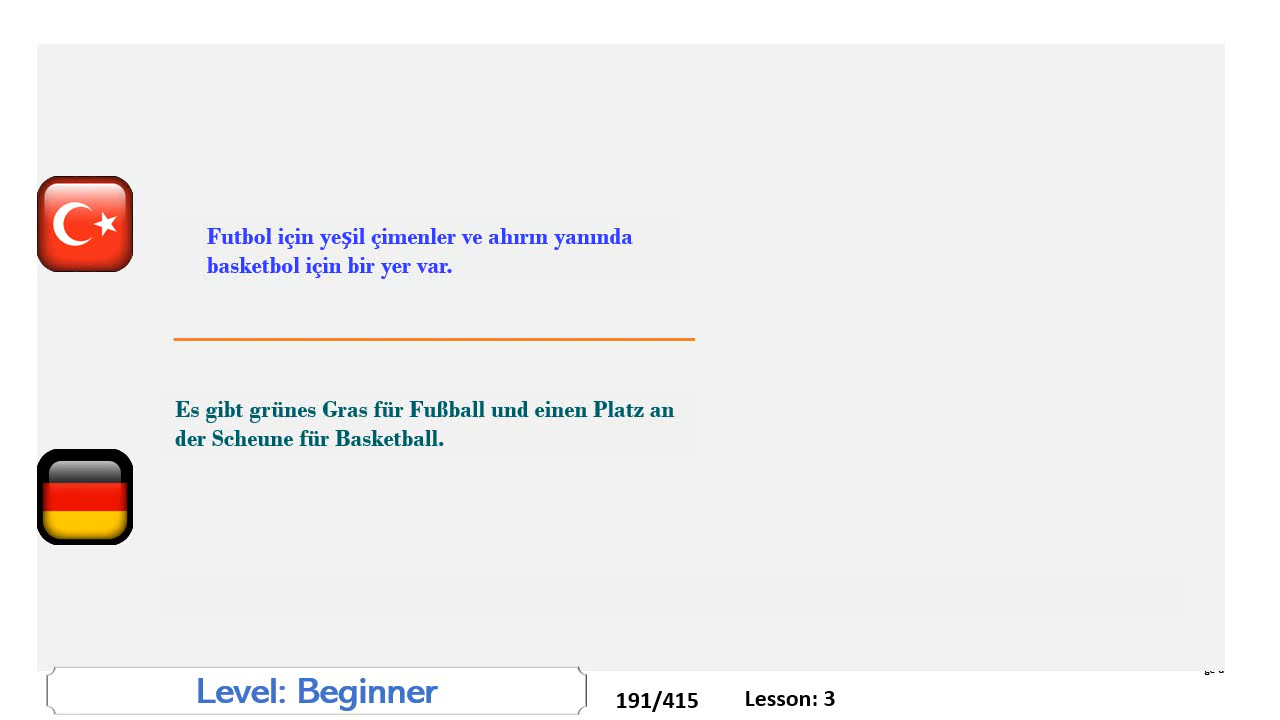 Futbol için yeşil çimenler ve ahırın yanında
basketbol için bir yer var.
Es gibt grünes Gras für Fußball und einen Platz an
der Scheune für Basketball.
Level: Beginner
191/415
Lesson: 3